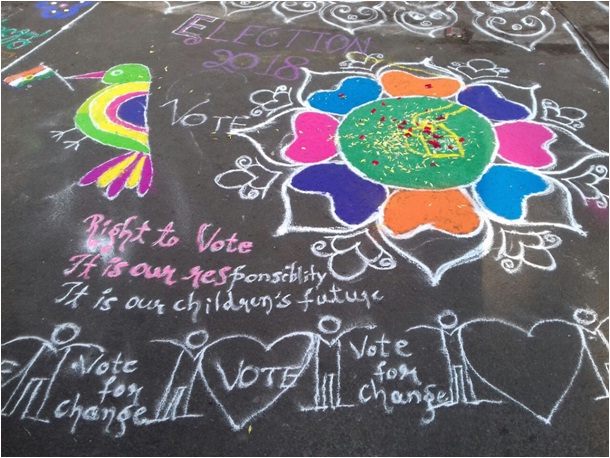 ELECTION
2018
VOTE
Right to Vote
It is our responsiblity
It is our children's future
Vote
for
change
VOTE
Vote
for
change